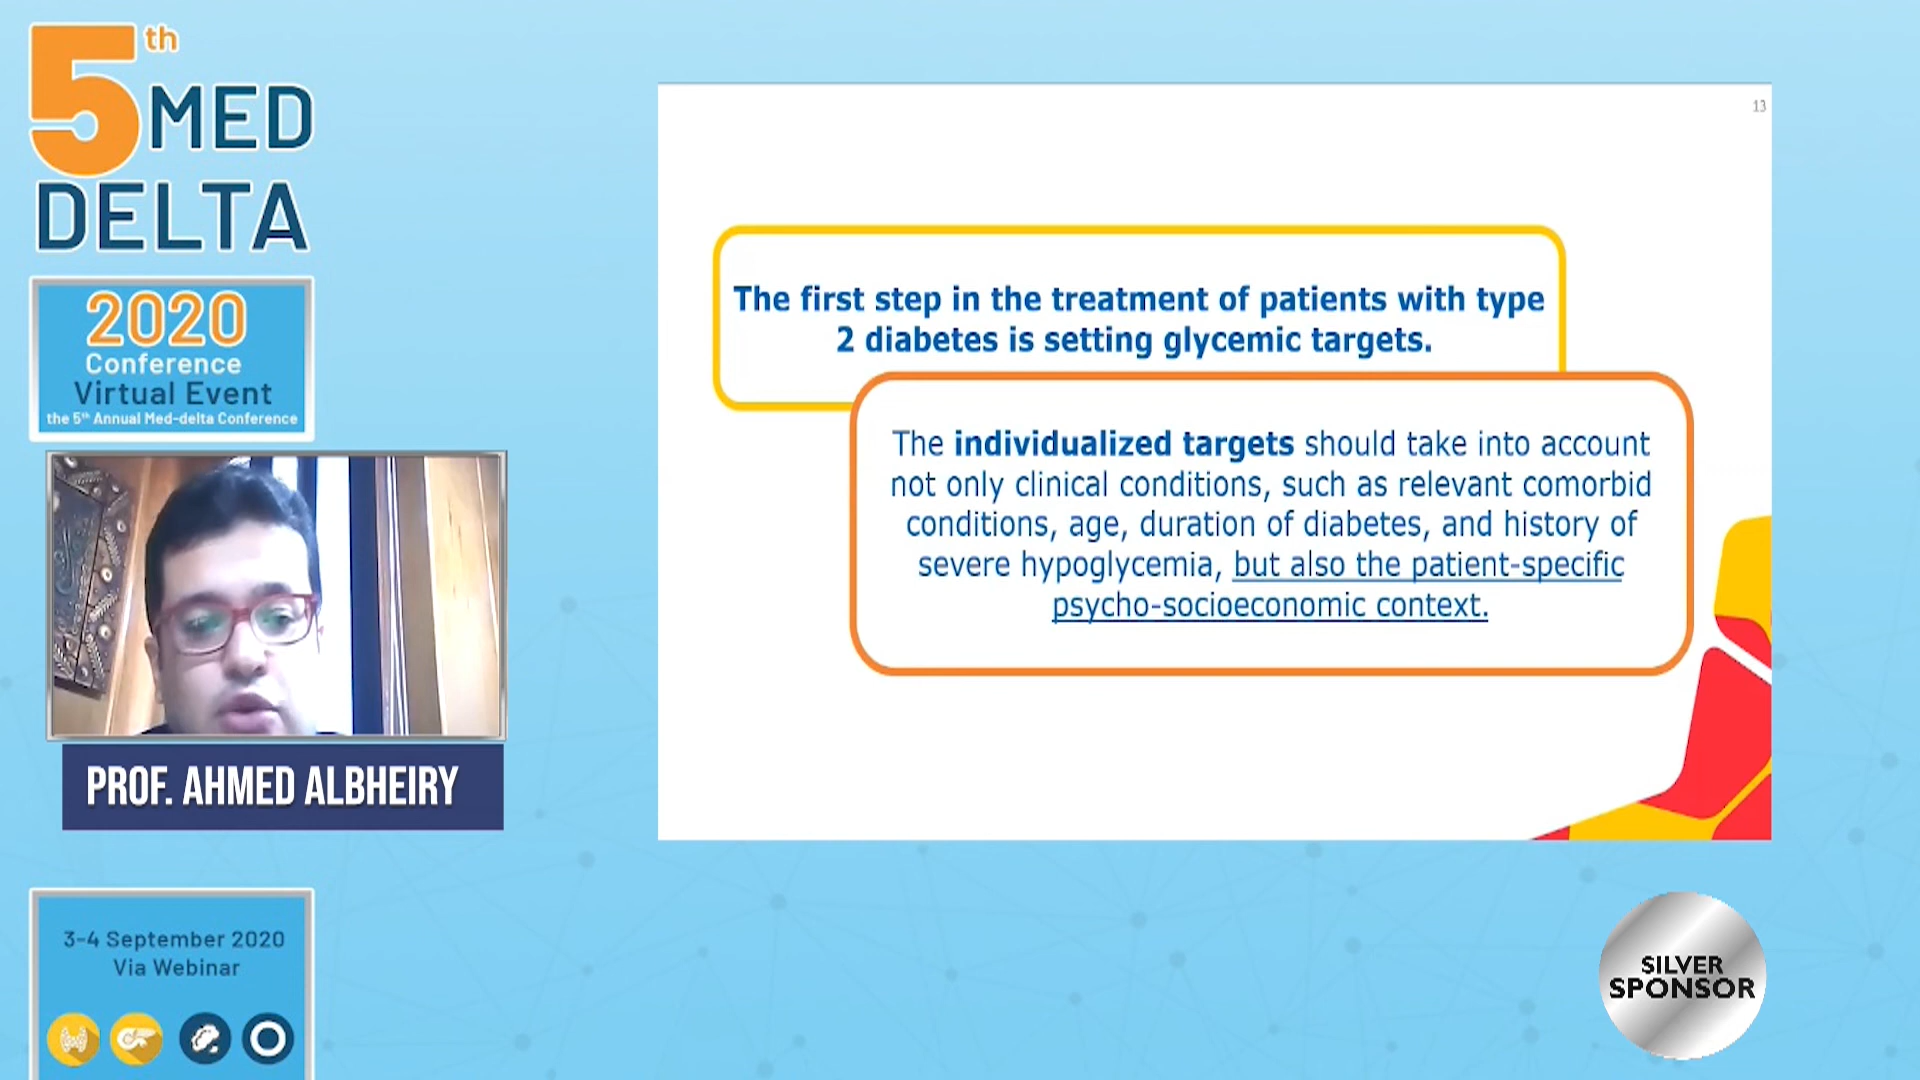 5th MED
DELTA
2020
Conference
Virtual Event
the 5th Annual Med-delta Conference
PROF. AHMED ALBHEIRY
3-4 September 2020
Via Webinar
13
The first step in the treatment of patients with type
2 diabetes is setting glycemic targets.
The individualized targets should take into account
not only clinical conditions, such as relevant comorbid
conditions, age, duration of diabetes, and history of
severe hypoglycemia, but also the patient-specific
psycho-socioeconomic context.
SILVER
SPONSOR